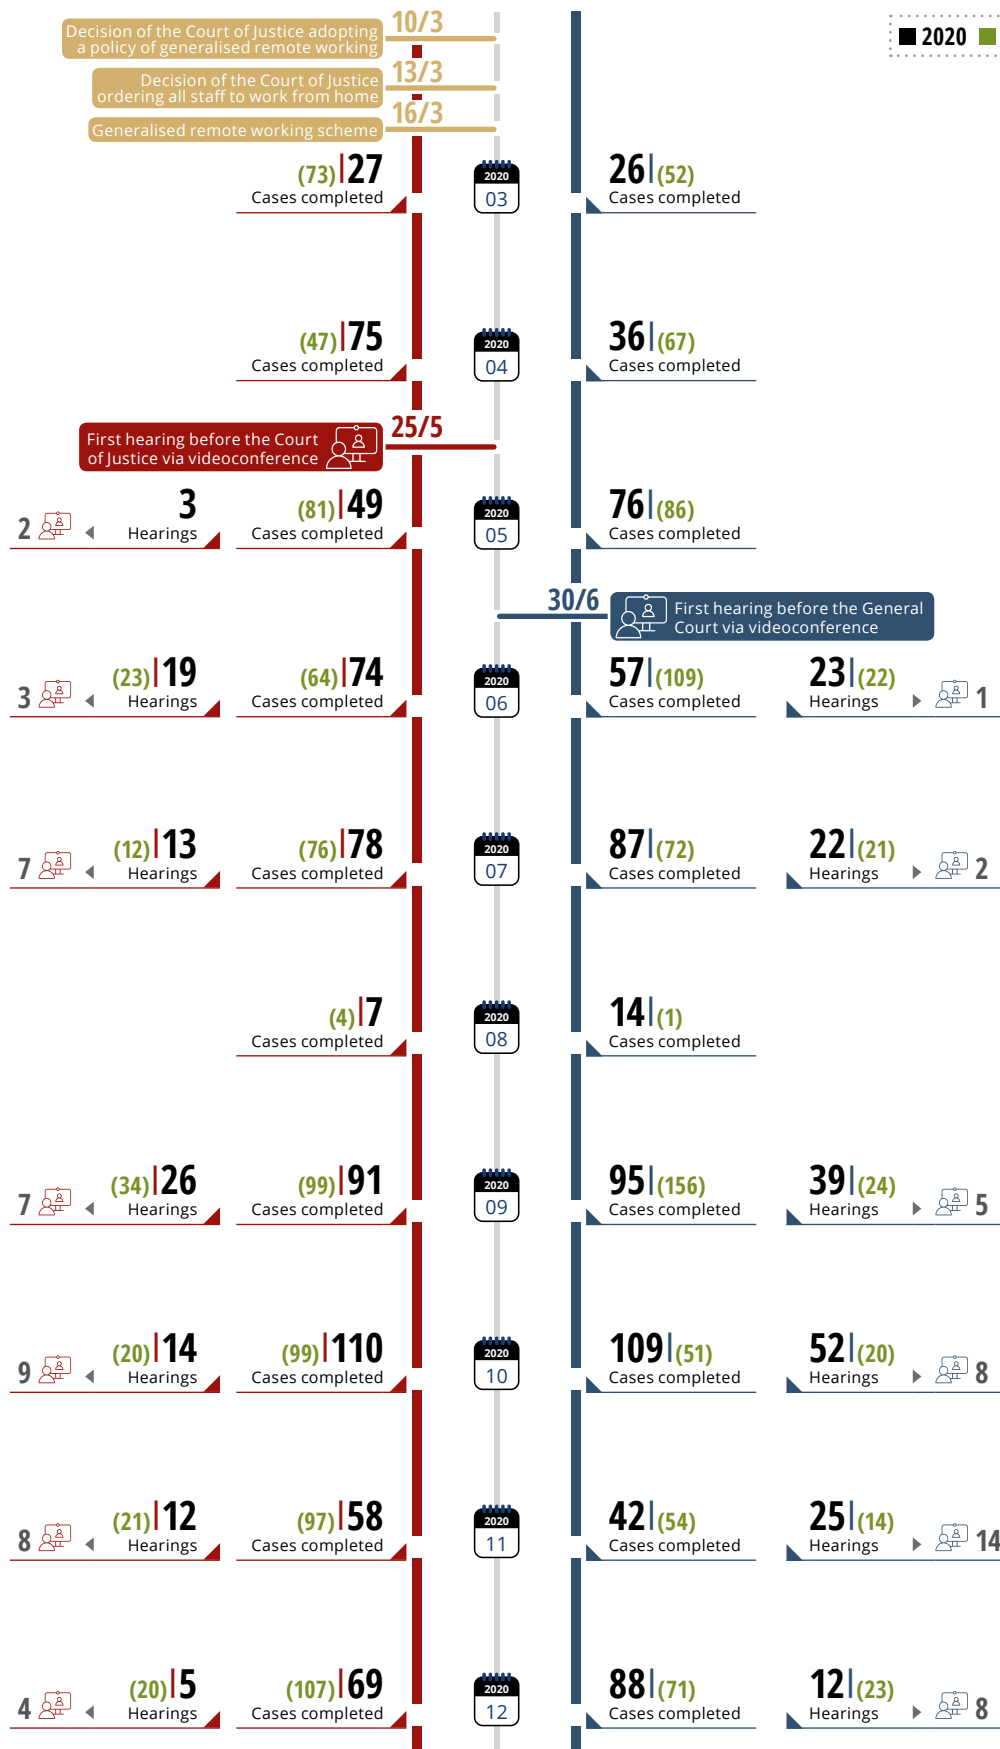 10/3
Decision of the Court of Justice adopting
a policy of generalised remote working
2020
13/3
Decision of the Court of Justice
ordering all staff to work from home
16/3
Generalised remote working scheme
(73) 27
Cases completed
2020
03
26 (52)
Cases completed
(47) 75
Cases completed
2020
04
36 (67)
Cases completed
25/5
First hearing before the Court
of Justice via videoconference
2
3
Hearings
(81) 49
Cases completed
2020
05
76 (86)
Cases completed
30/6
First hearing before the General
Court via videoconference
3
(23) 19
Hearings
(64) 74
Cases completed
2020
06
57 (109)
Cases completed
23 (22)
Hearings
1
7
(12) 13
Hearings
(76) 78
Cases completed
2020
07
87 (72)
Cases completed
22 (21)
Hearings
2
(4) 7
Cases completed
2020
08
14 (1)
Cases completed
7
(34) 26
Hearings
(99) 91
Cases completed
2020
09
95 (156)
Cases completed
39 (24)
Hearings
5
9
(20) 14
Hearings
(99) 110
Cases completed
2020
10
109 (51)
Cases completed
52 (20)
Hearings
8
8
(21) 12
Hearings
(97) 58
Cases completed
2020
11
42 (54)
Cases completed
25 (14)
Hearings
14
4
(20) 5
Hearings
(107) 69
Cases completed
2020
12
88 (71)
Cases completed
12 (23)
Hearings
8